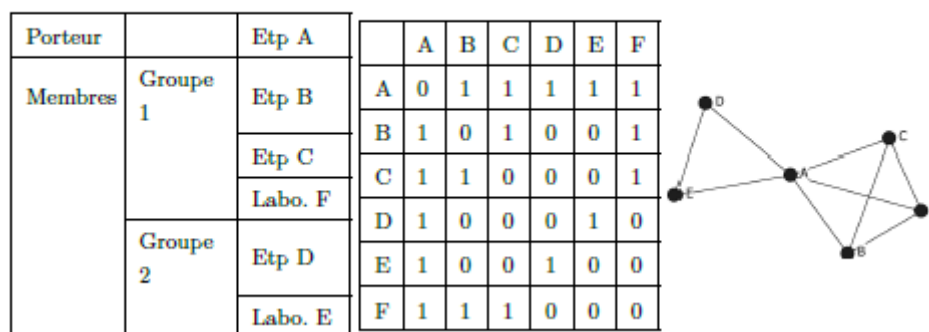 Porteur Etp A
Membres Groupe 1 Etp B
Etp C
Labo. F
Groupe 2 Etp D
Labo. E
A B C D E F
A 0 1 1 1 1 1
B 1 0 1 0 0 1
C 1 1 0 0 0 1
D 1 0 0 0 1 0
E 1 0 0 1 0 0
F 1 1 1 0 0 0
D
C
A
E
B